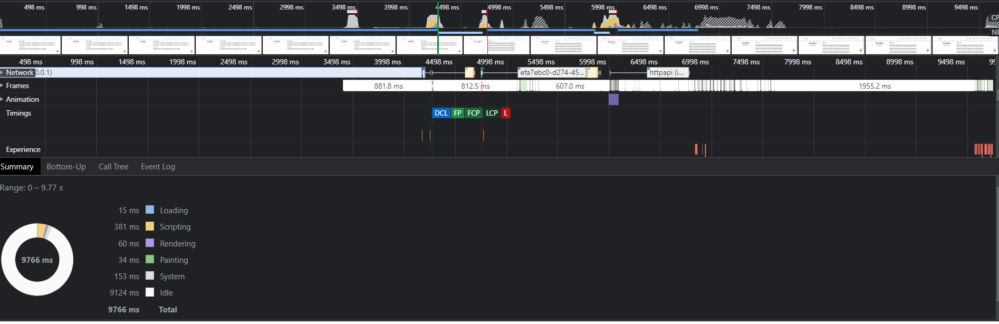 498 ms 998 ms 1498 ms 1998 ms 2498 ms 2998 ms 3498 ms 3998 ms 4498 ms 4998 ms 5498 ms 5998 ms 6498 ms 6998 ms 7498 ms 7998 ms 8498 ms 8998 ms 9498 ms
CP
NE
498 ms 998 ms 1498 ms 1998 ms 2498 ms 2998 ms 3498 ms 3998 ms 4498 ms 4998 ms 5498 ms 5998 ms 6498 ms 6998 ms 7498 ms 7998 ms 8498 ms 8998 ms 9498 ms 99
Network 0.0.1) efa7ebc0-d274-45... httpapi (i...
Frames 881.8 ms 812.5 ms 607.0 ms 1955.2 ms
Animation
Timings DCL FP FCP LCP L
Experience
Summary Bottom-Up Call Tree Event Log
Range: 0 – 9.77 s
15 ms Loading
381 ms Scripting
60 ms Rendering
9766 ms
34 ms Painting
153 ms System
9124 ms Idle
9766 ms Total